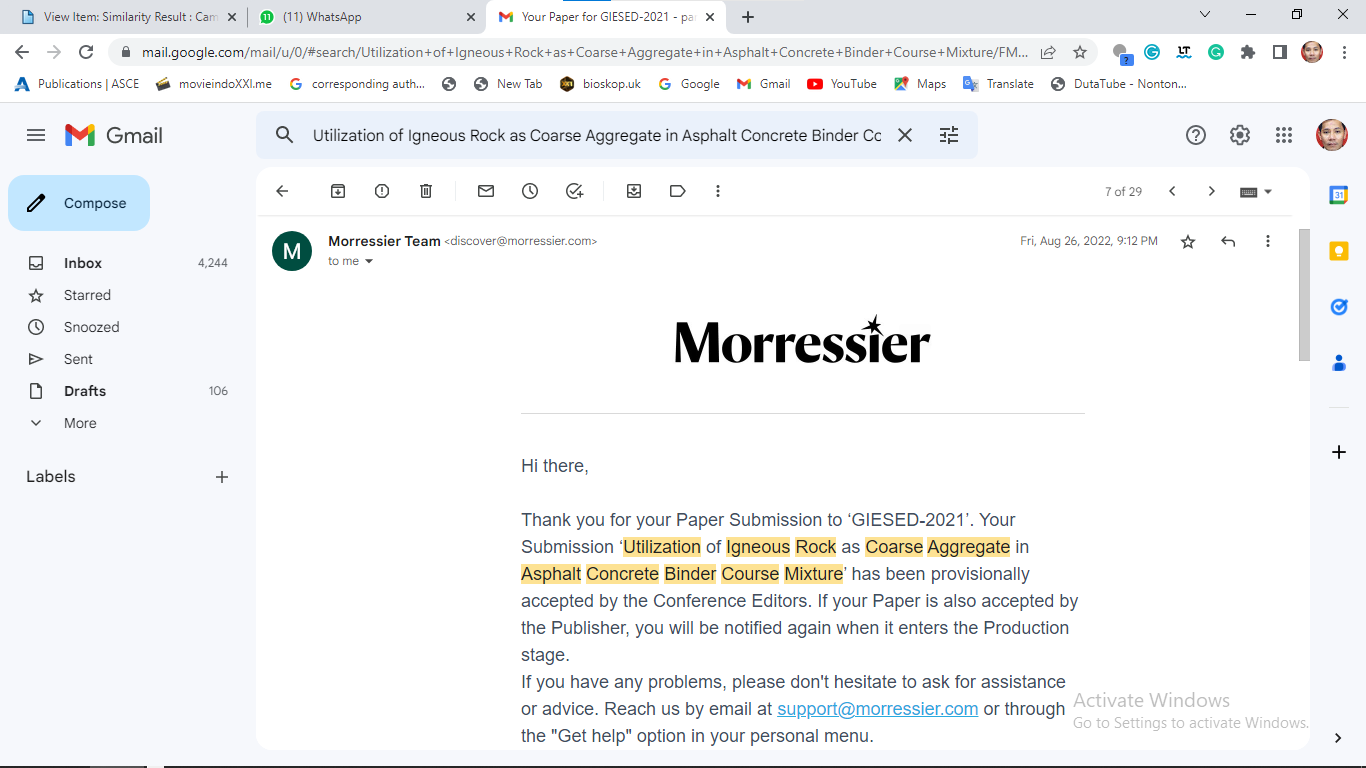 View Item: Similarity Result : Cam
(11) WhatsApp
Your Paper for GIESED-2021 - pa
mail.google.com/mail/u/0/#search/Utilization+of+Igneous+Rock+as+Coarse+Aggregate+in+Asphalt+Concrete+Binder+Course+Mixture/FM...
Publications | ASCE
movieindoXXI.me
corresponding auth...
New Tab
bioskop.uk
Google
Gmail
YouTube
Maps
Translate
DutaTube - Nonton...
Gmail
Utilization of Igneous Rock as Coarse Aggregate in Asphalt Concrete Binder Co
Compose
7 of 29
Inbox 4,244
Starred
Snoozed
Sent
Drafts 106
More
Labels
M
Morressier Team <discover@morressier.com>
Fri, Aug 26, 2022, 9:12 PM
to me
Morressier
Hi there,
Thank you for your Paper Submission to ‘GIESED-2021’. Your
Submission ‘Utilization of Igneous Rock as Coarse Aggregate in
Asphalt Concrete Binder Course Mixture’ has been provisionally
accepted by the Conference Editors. If your Paper is also accepted by
the Publisher, you will be notified again when it enters the Production
stage.
If you have any problems, please don't hesitate to ask for assistance
or advice. Reach us by email at support@morressier.com or through
the "Get help" option in your personal menu.
Activate Windows
Go to Settings to activate Windows.